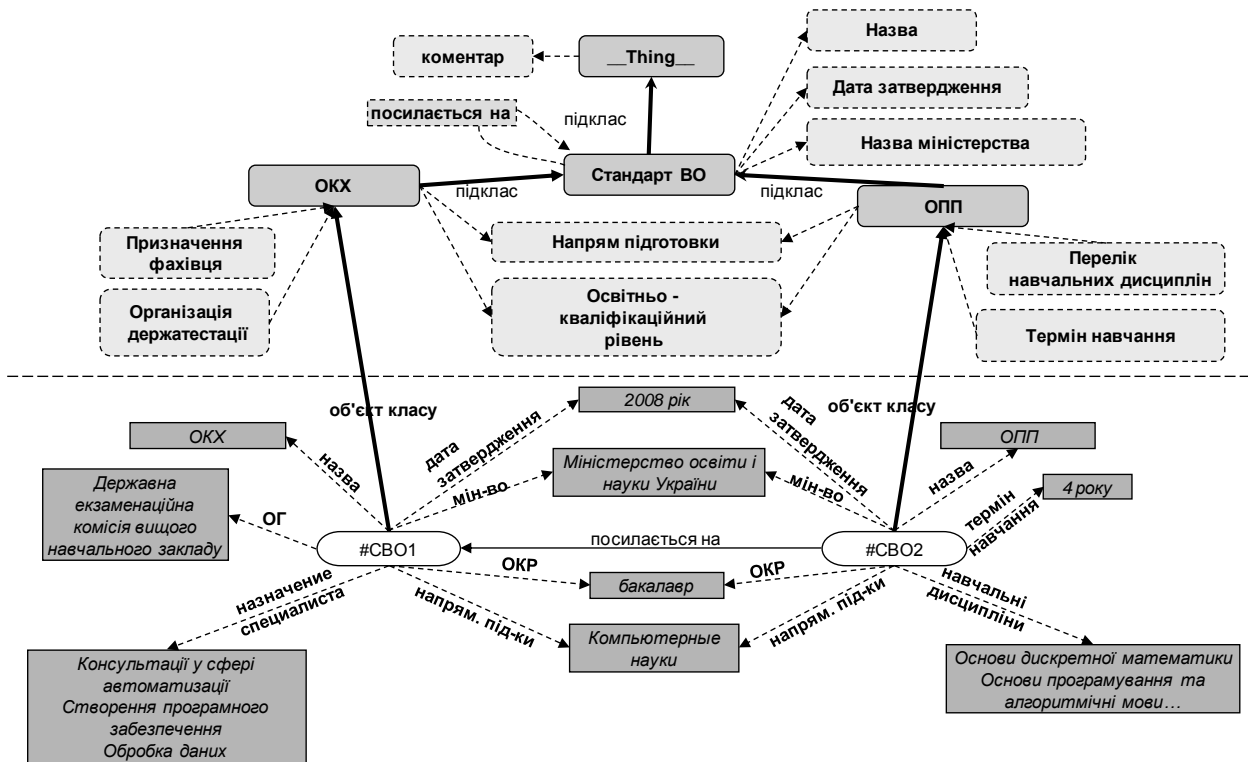 Назва
коментар
__Thing__
Дата затвердження
посилається на
підклас
Назва міністерства
ОКХ
Стандарт ВО
підклас
підклас
ОПП
Призначення
фахівця
Напрям підготовки
Перелік
навчальних дисциплін
Організація
держатестації
Освітньо -
кваліфікаційний
рівень
Термін навчання
об'єкт класу
2008 рік
об'єкт класу
ОКХ
дата
затвердження
дата
затвердження
ОПП
назва
Міністерство освіти і
науки України
назва
Державна
екзаменаційна
комісія вищого
навчального закладу
мін-во
мін-во
термін
навчання
4 року
ОГ
#СВО1
посилається на
#СВО2
назначение
специалиста
ОКР
бакалавр
ОКР
навчальні
дисципліни
напрям. під-ки
Компьютерные
науки
напрям. під-ки
Консультації у сфері
автоматизації
Створення програмного
забезпечення
Обробка даних
Основи дискретної математики
Основи програмування та
алгоритмічні мови…